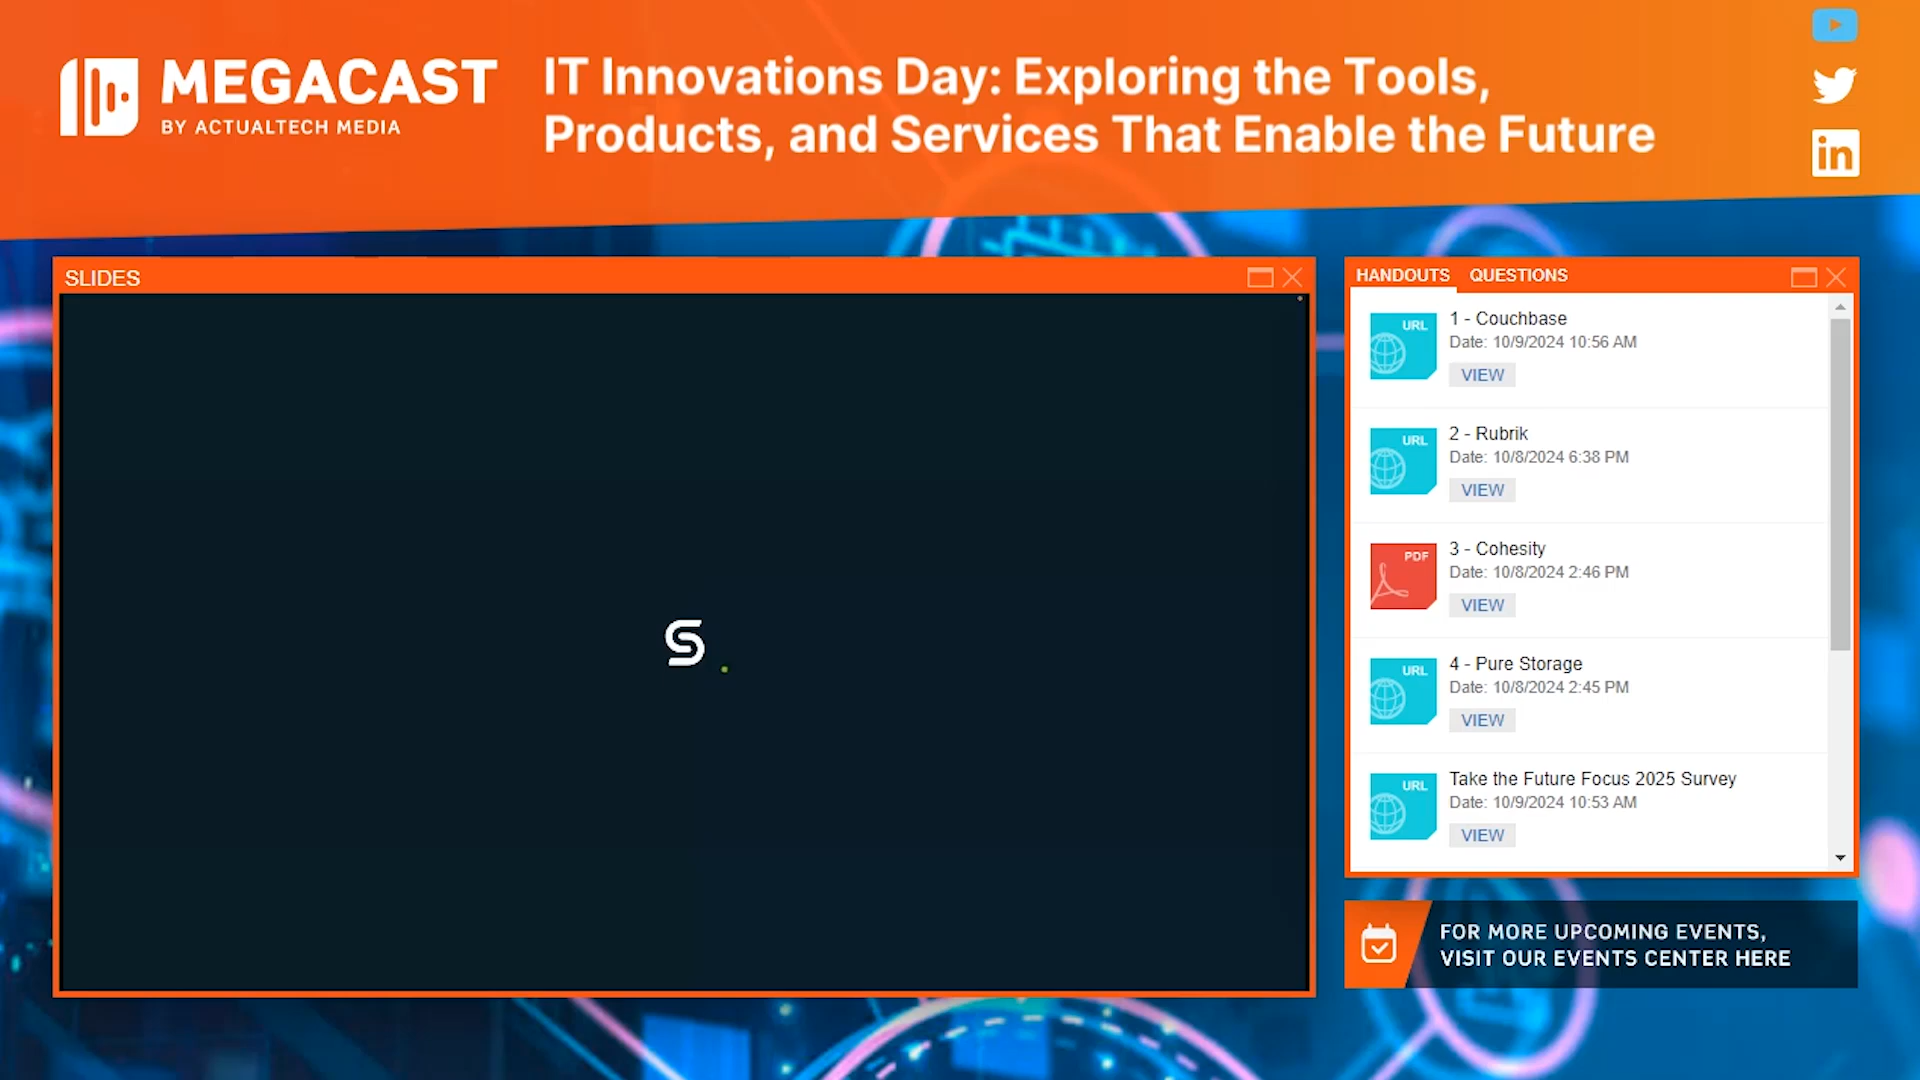 MEGACAST
BY ACTUALTECH MEDIA
IT Innovations Day: Exploring the Tools,
Products, and Services That Enable the Future
in
SLIDES
S.
HANDOUTS QUESTIONS
URL
1 - Couchbase
Date: 10/9/2024 10:56 AM
VIEW
URL
2 - Rubrik
Date: 10/8/2024 6:38 PM
VIEW
PDF
3 - Cohesity
Date: 10/8/2024 2:46 PM
VIEW
URL
4 - Pure Storage
Date: 10/8/2024 2:45 PM
VIEW
URL
Take the Future Focus 2025 Survey
Date: 10/9/2024 10:53 AM
VIEW
FOR MORE UPCOMING EVENTS,
VISIT OUR EVENTS CENTER HERE